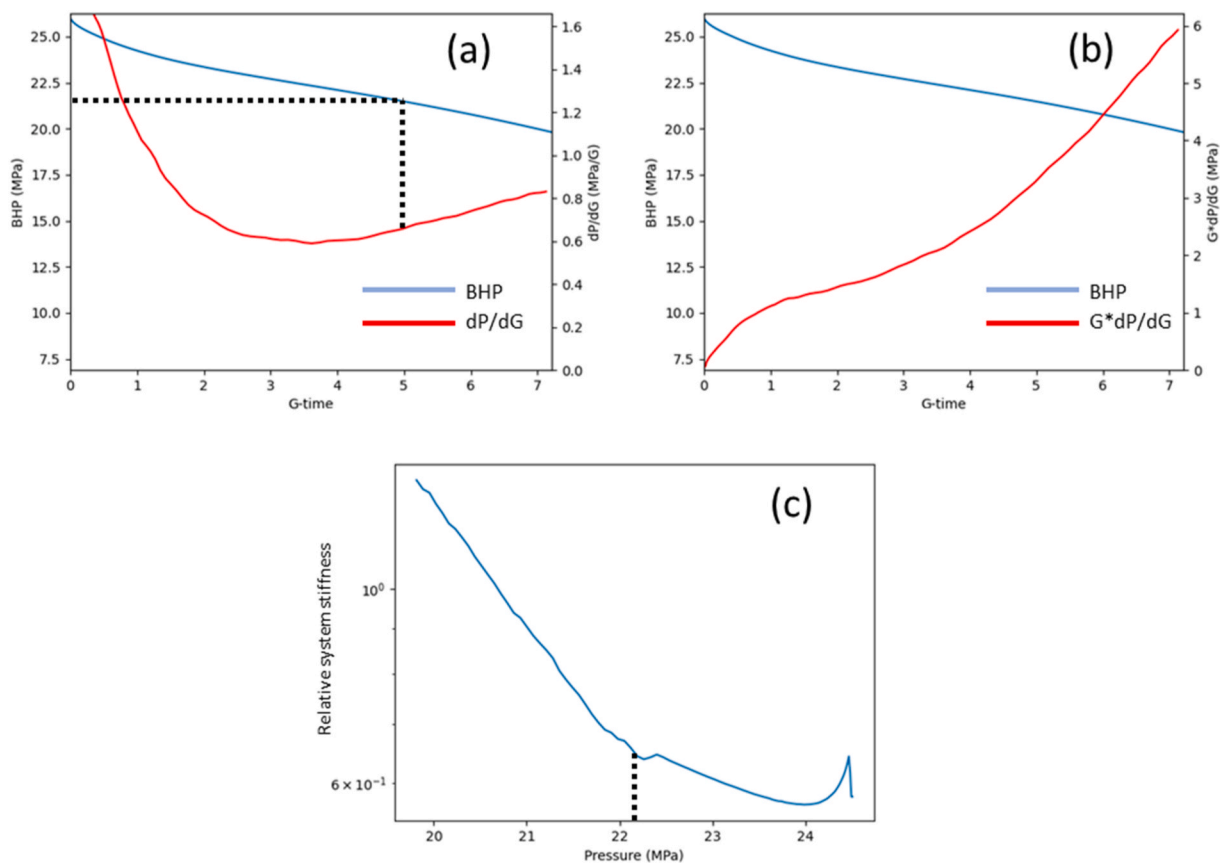 (a)
BHP (MPa)
25.0
22.5
20.0
17.5
15.0
12.5
10.0
7.5
0 1 2 3 4 5 6 7
G-time
1.6
1.4
1.2
1.0
0.8
0.6
0.4
0.2
0.0
dP/dG (MPa/G)
BHP
dP/dG
(b)
BHP (MPa)
25.0
22.5
20.0
17.5
15.0
12.5
10.0
7.5
0 1 2 3 4 5 6 7
G-time
6
5
4
3
2
1
0
G*dP/dG (MPa)
BHP
G*dP/dG
(c)
Relative system stiffness
10⁰
6 × 10⁻¹
20 21 22 23 24
Pressure (MPa)